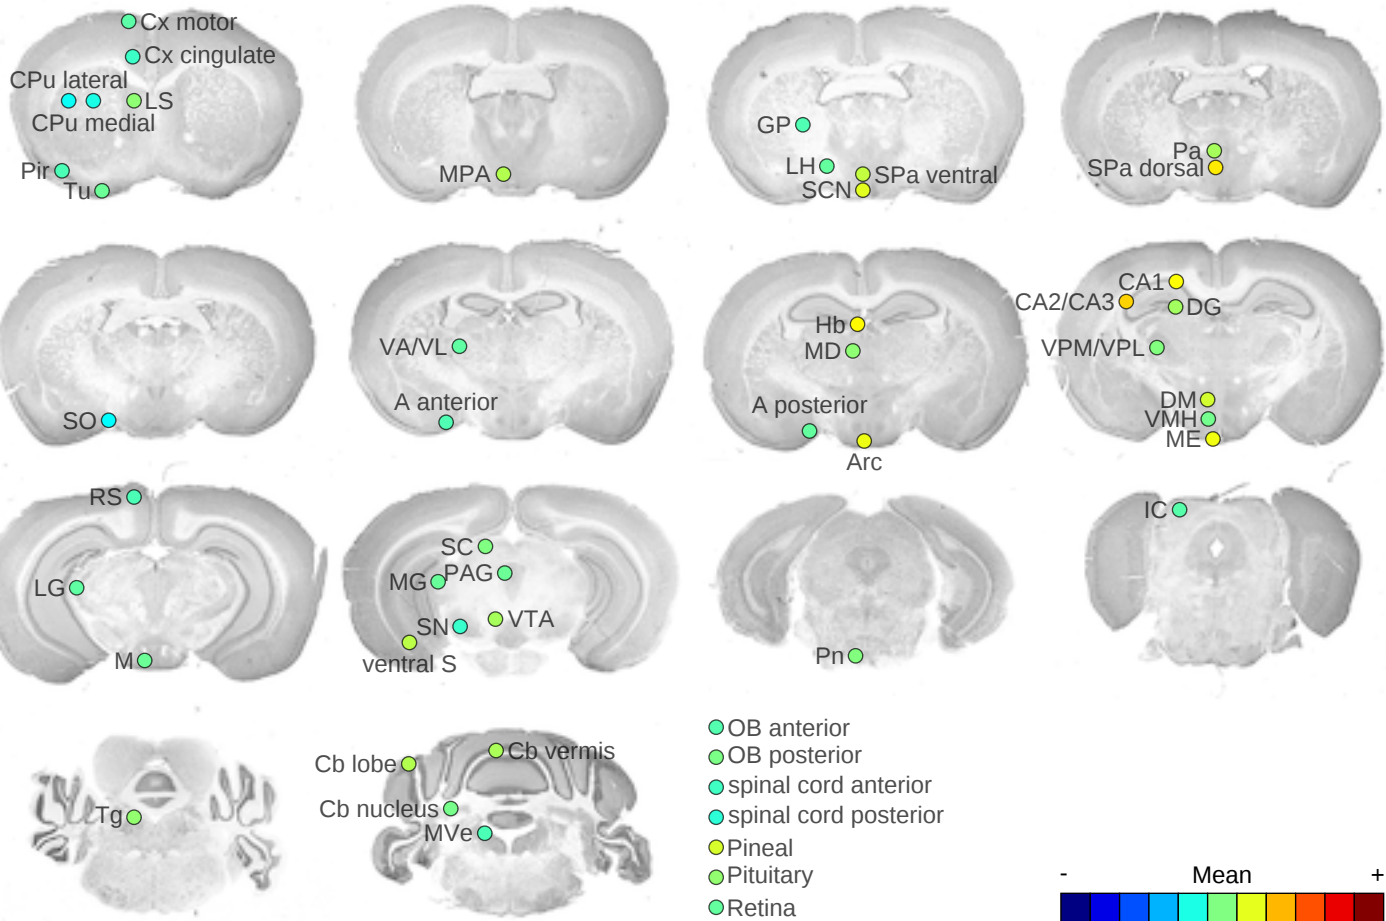 Cx motor
Cx cingulate
CPu lateral
LS
CPu medial
Pir
Tu
MPA
GP
LH
SPa ventral
SCN
Pa
SPa dorsal
SO
VA/VL
A anterior
Hb
MD
A posterior
Arc
CA1
CA2/CA3
DG
VPM/VPL
DM
VMH
ME
RS
LG
M
SC
MG
PAG
SN
VTA
ventral S
Pn
IC
Tg
Cb lobe
Cb vermis
Cb nucleus
MVe
OB anterior
OB posterior
spinal cord anterior
spinal cord posterior
Pineal
Pituitary
Retina
- Mean +